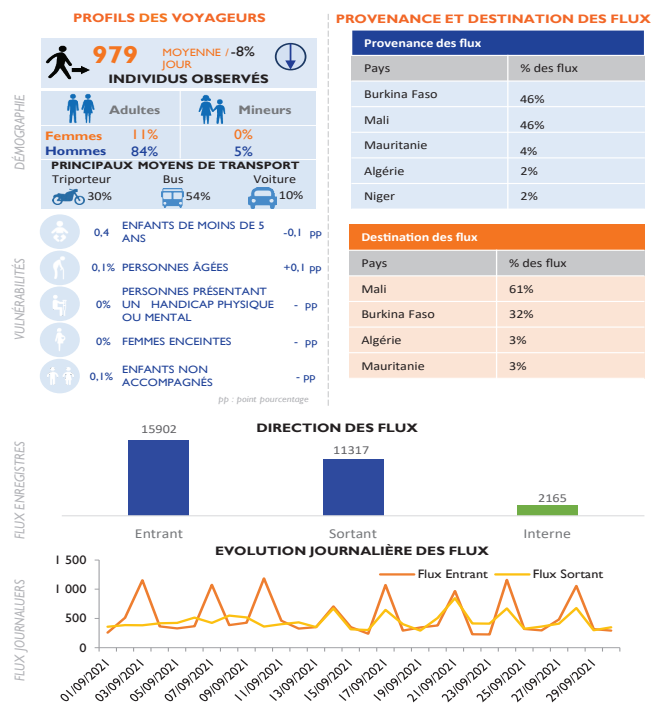 PROFILS DES VOYAGEURS
979
MOYENNE / -8%
JOUR
INDIVIDUS OBSERVÉS
DÉMOGRAPHIE
Adultes Mineurs
Femmes 11% 0%
Hommes 84% 5%
PRINCIPAUX MOYENS DE TRANSPORT
Triporteur Bus Voiture
30% 54% 10%
VULNÉRABILITÉS
0,4 ENFANTS DE MOINS DE 5 ANS -0,1 pp
0,1% PERSONNES ÂGÉES +0,1 pp
0% PERSONNES PRÉSENTANT UN HANDICAP PHYSIQUE OU MENTAL - pp
0% FEMMES ENCEINTES - pp
0,1% ENFANTS NON ACCOMPAGNÉS - pp
pp : point pourcentage
PROVENANCE ET DESTINATION DES FLUX
Provenance des flux
Pays % des flux
Burkina Faso 46%
Mali 46%
Mauritanie 4%
Algérie 2%
Niger 2%
Destination des flux
Pays % des flux
Mali 61%
Burkina Faso 32%
Algérie 3%
Mauritanie 3%
FLUX ENREGISTRES
DIRECTION DES FLUX
15902
11317
2165
Entrant Sortant Interne
FLUX JOURNALIERS
EVOLUTION JOURNALIÈRE DES FLUX
Flux Entrant Flux Sortant
1 500
1 000
500
0
01/09/2021
03/09/2021
05/09/2021
07/09/2021
09/09/2021
11/09/2021
13/09/2021
15/09/2021
17/09/2021
19/09/2021
21/09/2021
23/09/2021
25/09/2021
27/09/2021
29/09/2021